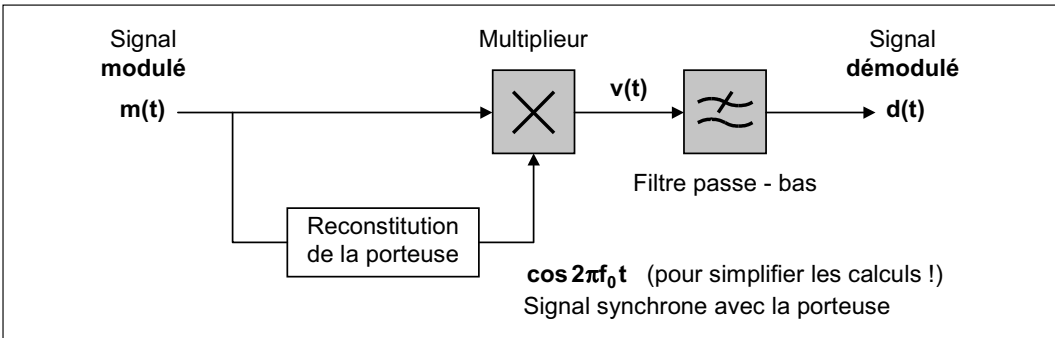 Signal
modulé
m(t)
Multiplieur
v(t)
Signal
démodulé
d(t)
Filtre passe - bas
Reconstitution
de la porteuse
cos 2πf₀t (pour simplifier les calculs !)
Signal synchrone avec la porteuse